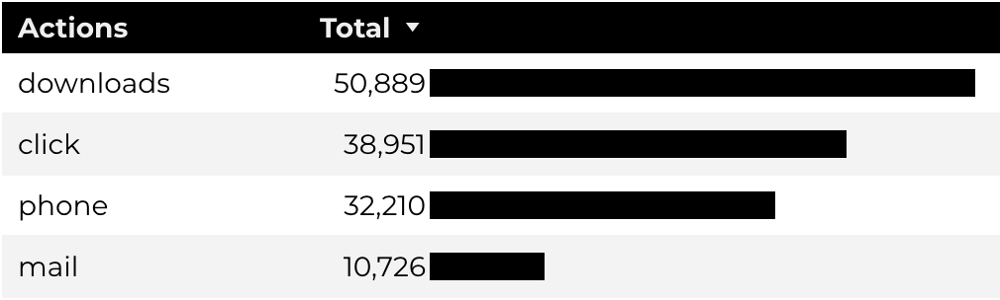 Actions Total
downloads 50,889
click 38,951
phone 32,210
mail 10,726